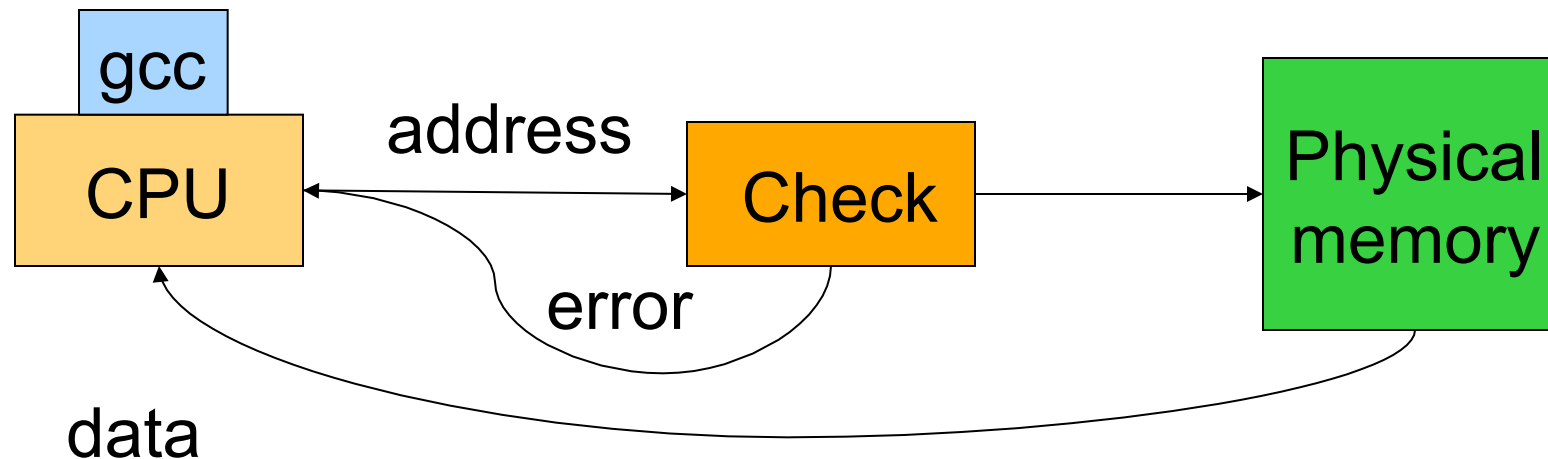 gcc
CPU
address
Check
Physical
memory
error
data